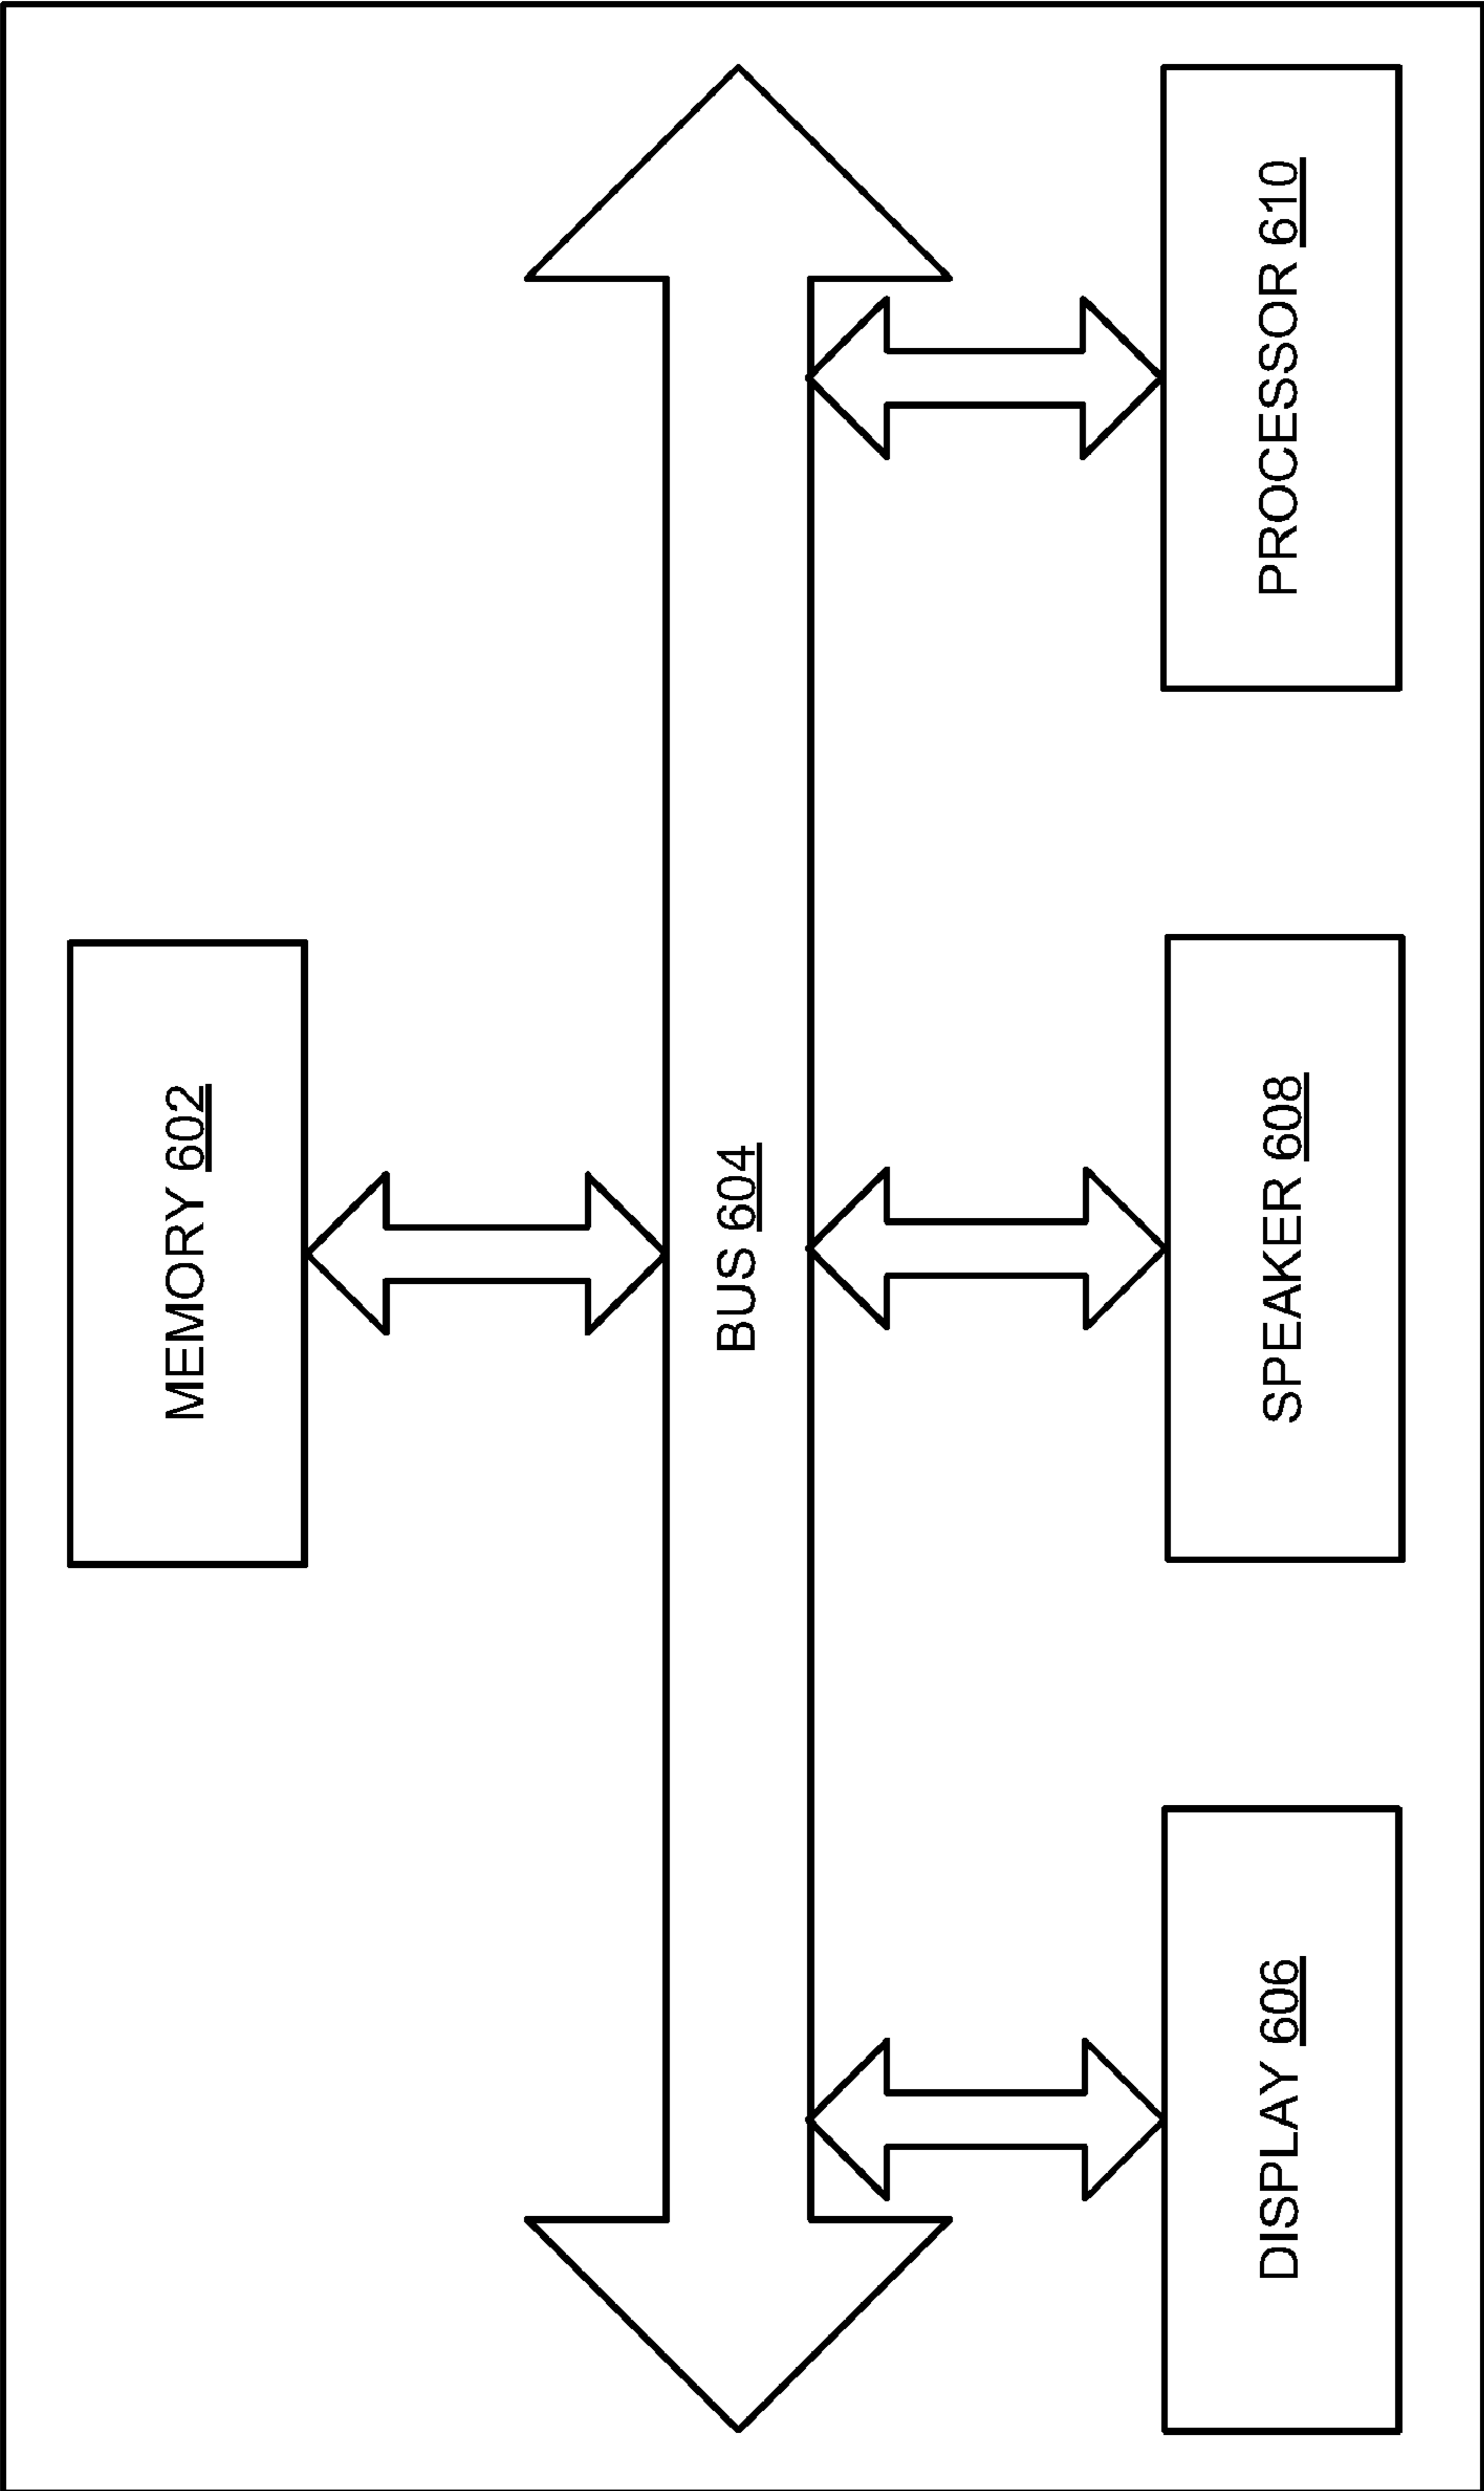 MEMORY 602
BUS 604
DISPLAY 606
SPEAKER 608
PROCESSOR 610